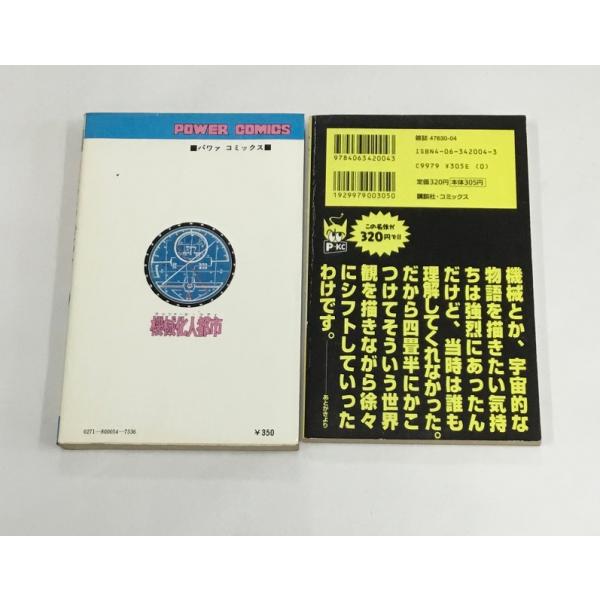 POWER COMICS
■パワァ コミックス■
機械化人都市
0271-800054-7336
¥350
9784063420043
1929979003050
雑誌 47630-04
ISBN4-06-342004-3
C9979 ¥305E (0)
定価320円 本体305円
講談社・コミックス
この名作が
320円で!!
P-KC
機械とか、宇宙的な
物語を描きたい気持
ちは強烈にあったん
だけど、当時は誰も
理解してくれなかった。
だから四畳半にかこ
つけてそういう世界
観を描きながら徐々
にシフトしていった
わけです。
——あとがきより